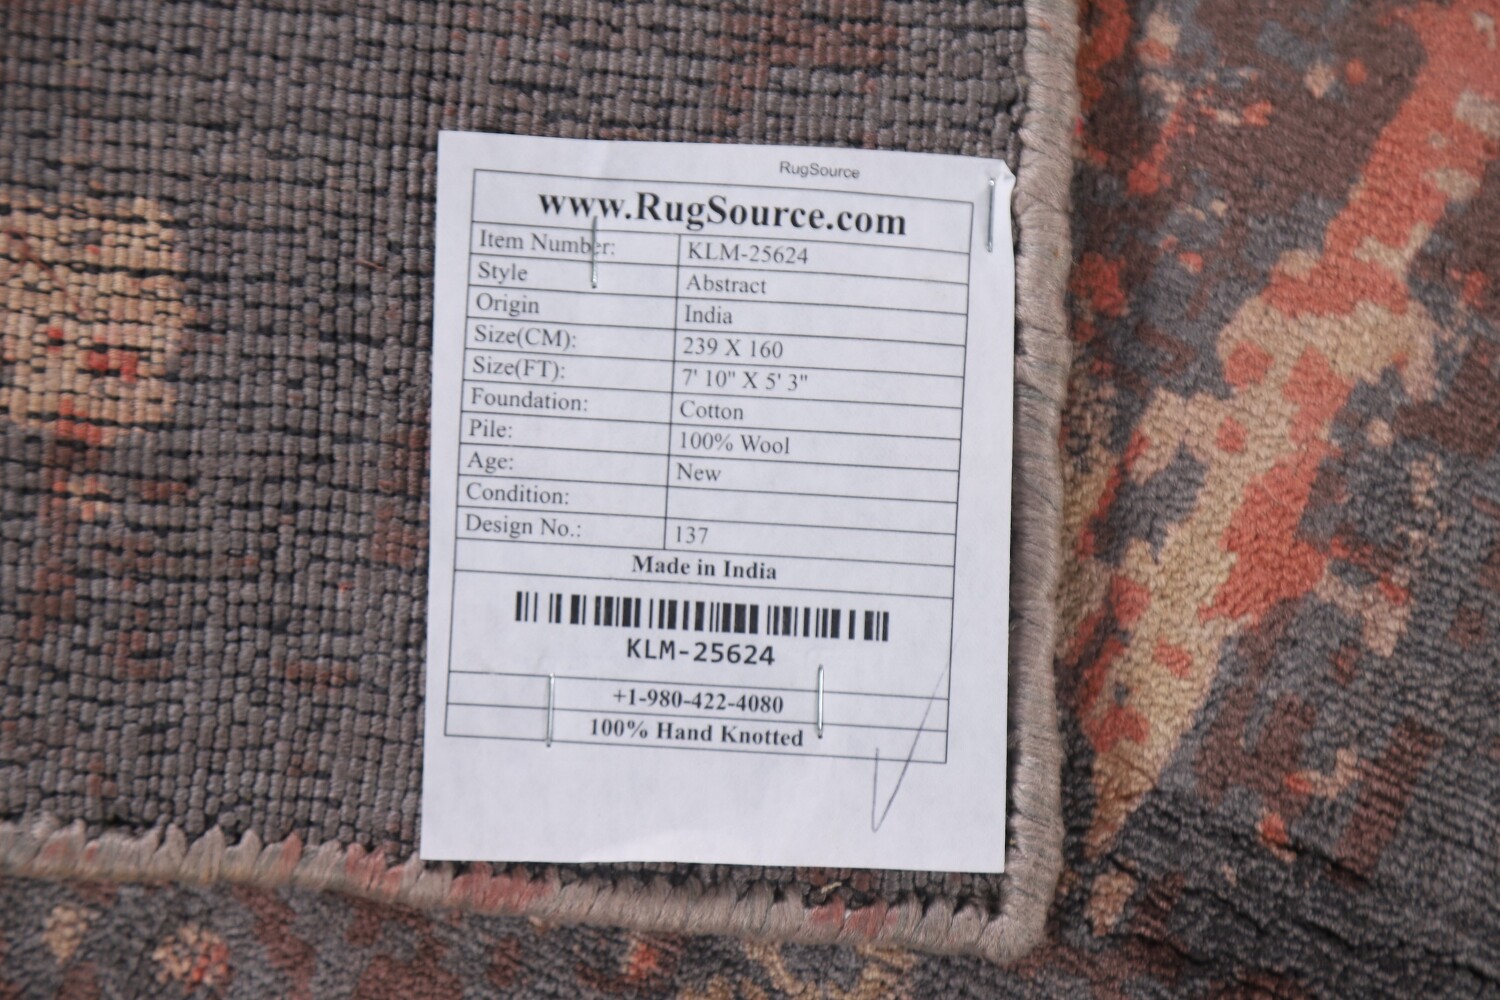 RugSource
www.RugSource.com
Item Number: KLM-25624
Style Abstract
Origin India
Size(CM): 239 X 160
Size(FT): 7' 10" X 5' 3"
Foundation: Cotton
Pile: 100% Wool
Age: New
Condition:
Design No.: 137
Made in India
KLM-25624
+1-980-422-4080
100% Hand Knotted